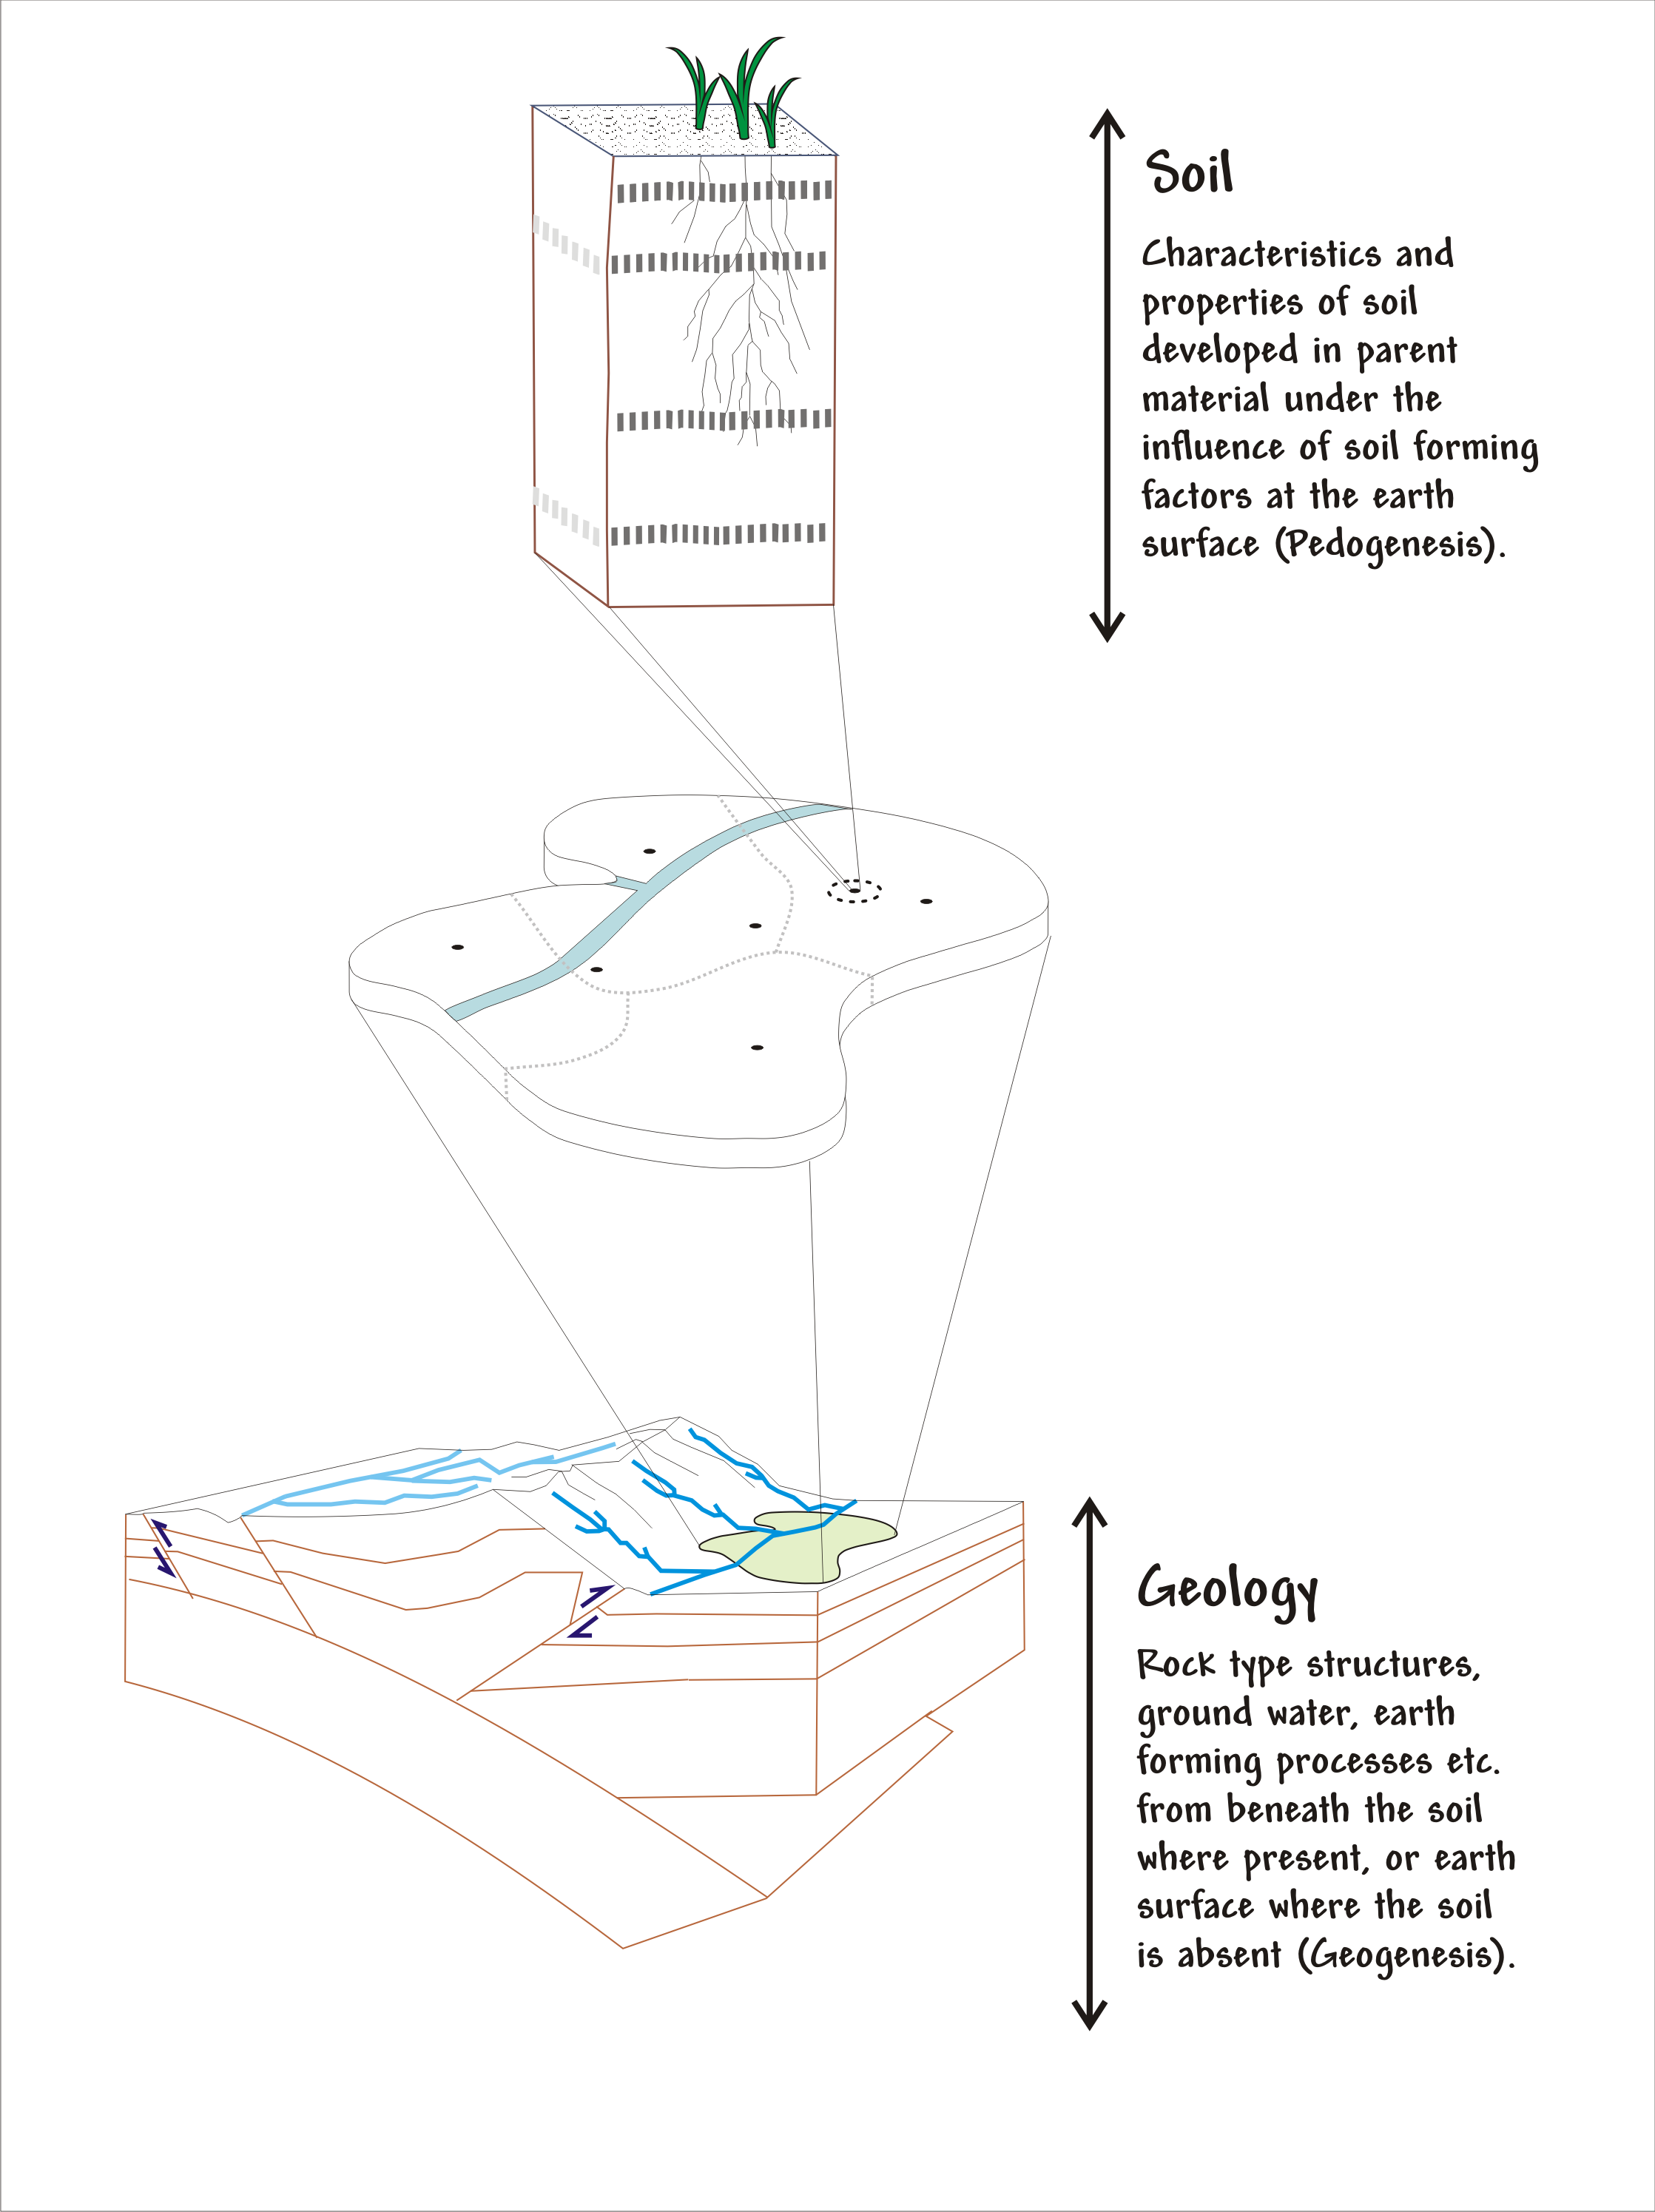 Soil
Characteristics and
properties of soil
developed in parent
material under the
influence of soil forming
factors at the earth
surface (Pedogenesis).
Geology
Rock type structures,
ground water, earth
forming processes etc.
from beneath the soil
where present, or earth
surface where the soil
is absent (Geogenesis).